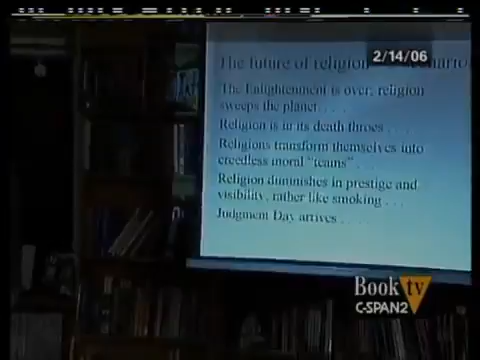 2/14/06
The future of religion
The Enlightenment is over; religion
sweeps the planet . . . .
Religion is in its death throes . . . .
Religions transform themselves into
creedless moral "teams" . . .
Religion diminishes in prestige and
visibility, rather like smoking . . .
Judgment Day arrives . . . .
Book tv
C-SPAN2